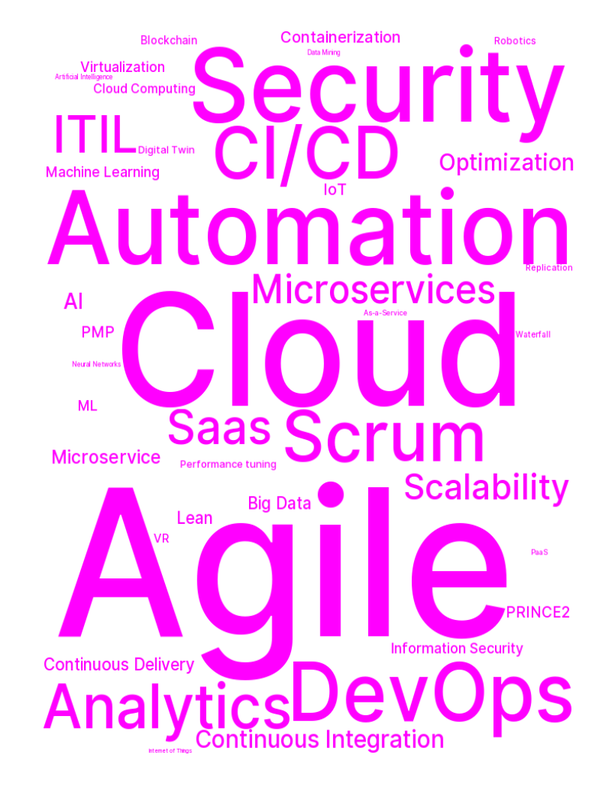 Blockchain
Containerization
Robotics
Data Mining
Security
Virtualization
Artificial Intelligence
Cloud Computing
ITIL
CI/CD
Digital Twin
Optimization
Machine Learning
IoT
Automation
Replication
Microservices
AI
As-a-Service
Cloud
PMP
Waterfall
Neural Networks
ML
Saas
Scrum
Microservice
Performance tuning
Scalability
Agile
Big Data
Lean
VR
PaaS
PRINCE2
Information Security
Continuous Delivery
DevOps
Analytics
Continuous Integration
Internet of Things